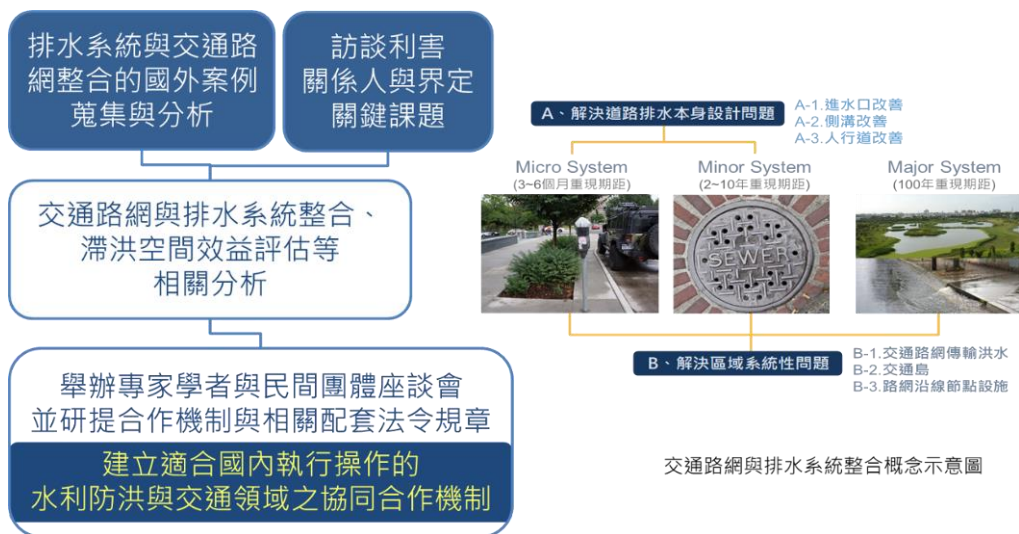 排水系統與交通路
網整合的國外案例
蒐集與分析
訪談利害
關係人與界定
關鍵課題
交通路網與排水系統整合、
滯洪空間效益評估等
相關分析
舉辦專家學者與民間團體座談會
並研提合作機制與相關配套法令規章
建立適合國內執行操作的
水利防洪與交通領域之協同合作機制
A、解決道路排水本身設計問題
A-1.進水口改善
A-2.側溝改善
A-3.人行道改善
Micro System
(3~6個月重現期距)
Minor System
(2~10年重現期距)
Major System
(100年重現期距)
SEWER
B、解決區域系統性問題
B-1.交通路網傳輸洪水
B-2.交通島
B-3.路網沿線節點設施
交通路網與排水系統整合概念示意圖